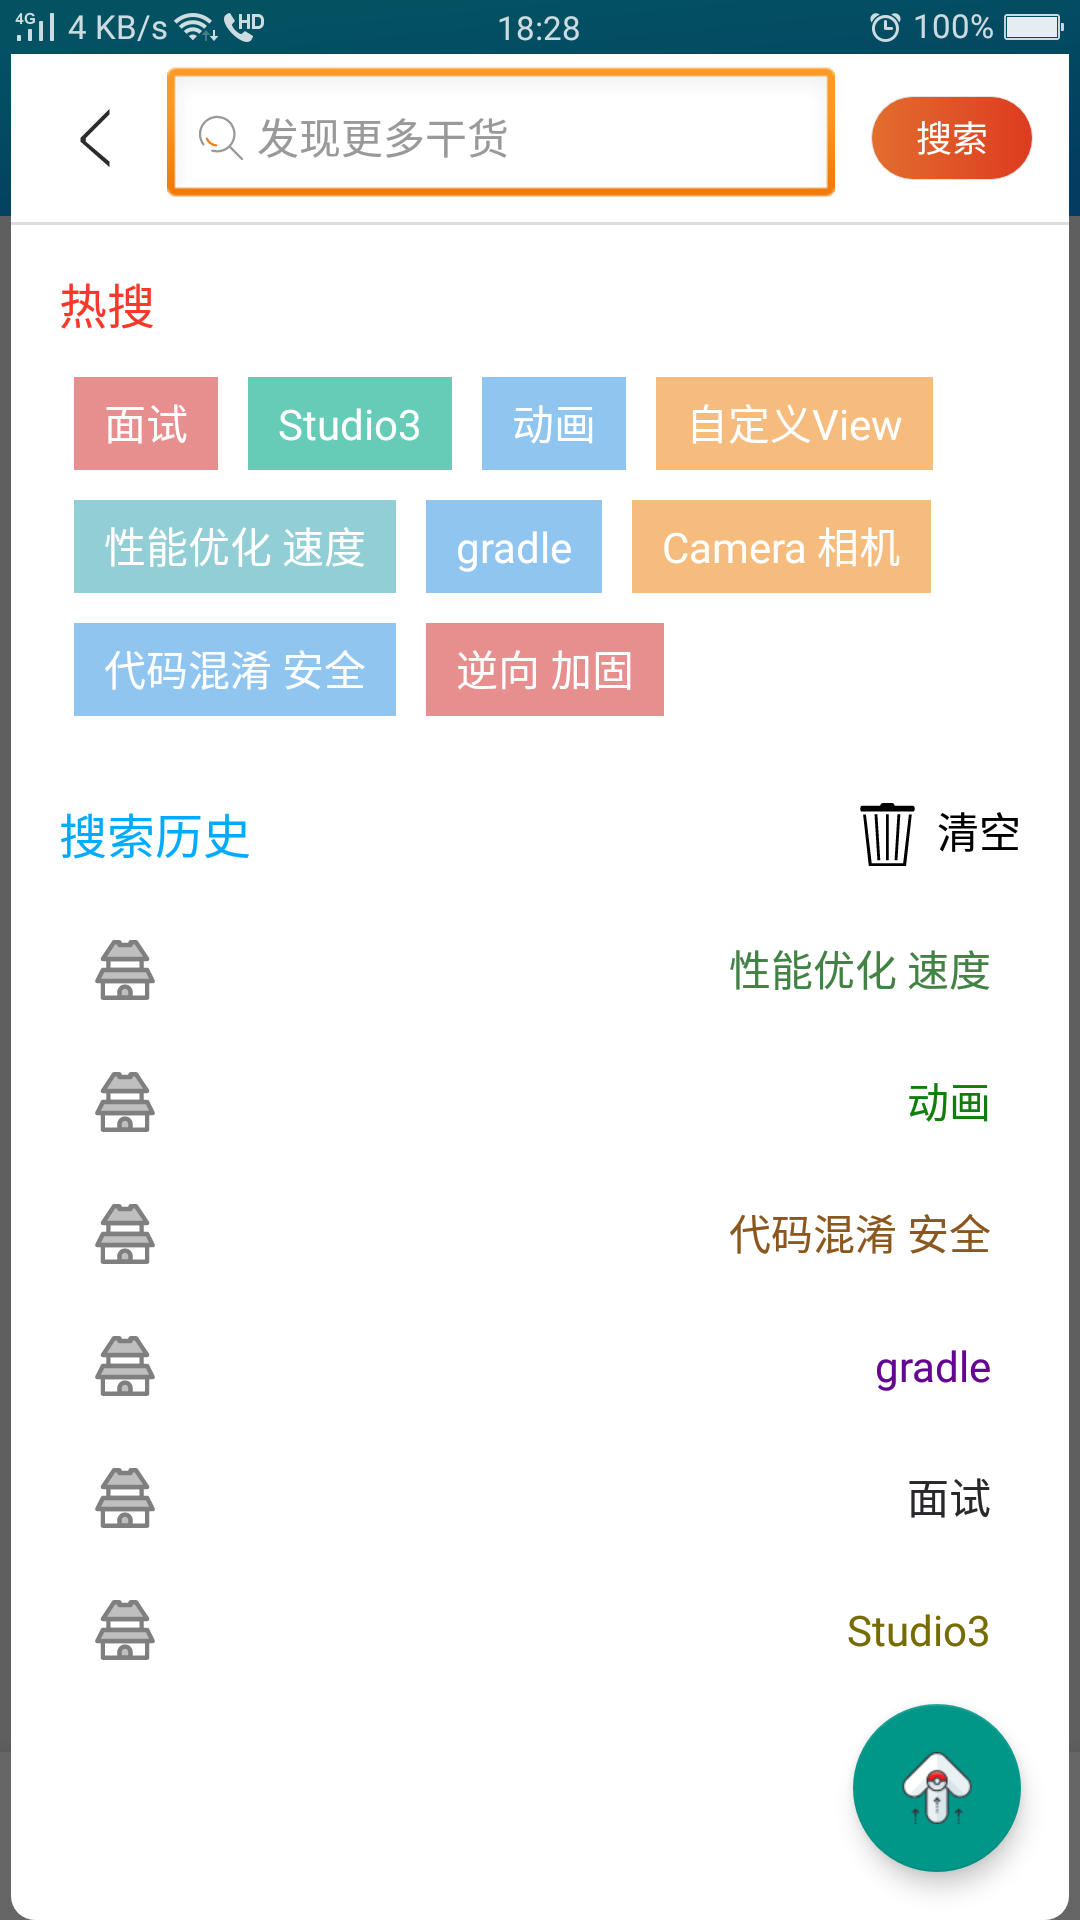 4G 4 KB/s HD 18:28 100%
发现更多干货 搜索
热搜
面试 Studio3 动画 自定义View
性能优化 速度 gradle Camera 相机
代码混淆 安全 逆向 加固
搜索历史 清空
性能优化 速度
动画
代码混淆 安全
gradle
面试
Studio3